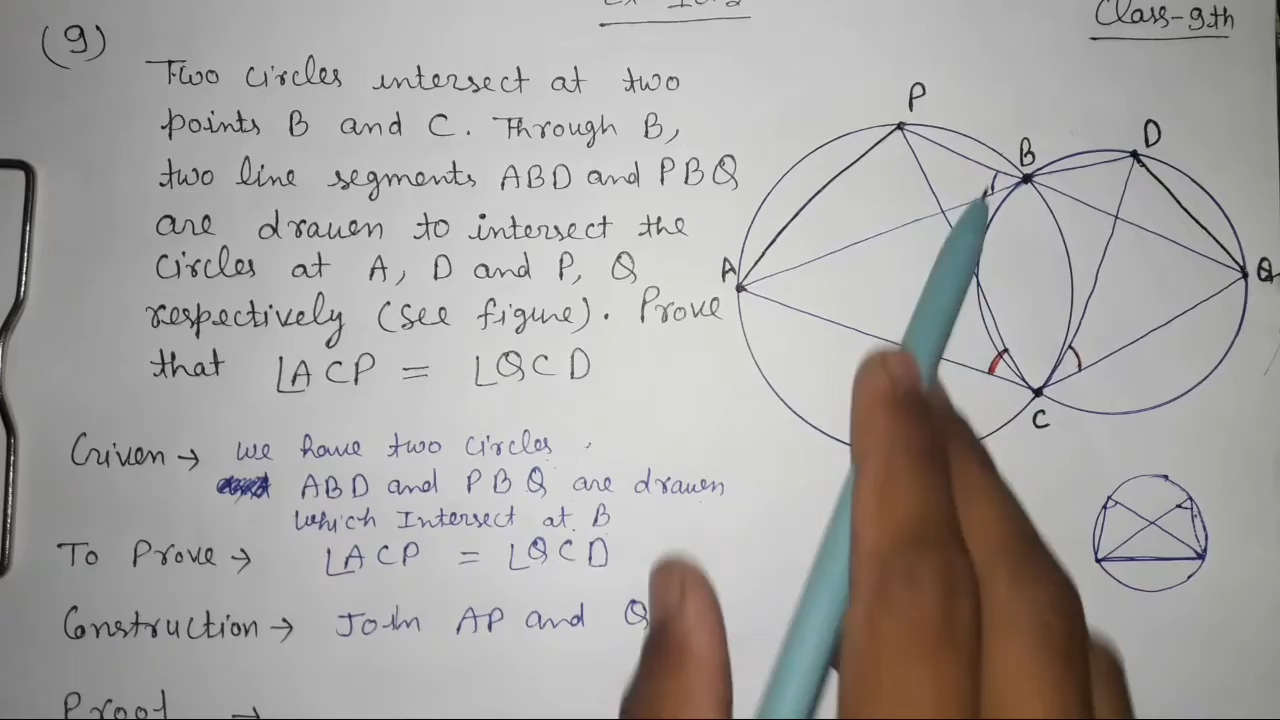 Class-9th
(9)
Two circles intersect at two
points B and C. Through B,
two line segments ABD and PBQ
are drawn to intersect the
circles at A, D and P, Q
respectively (see figure). Prove
that ∠ACP = ∠QCD
Given → we have two circles,
ABD and PBQ are drawn
which Intersect at B
To Prove → ∠ACP = ∠QCD
Construction → Join AP and Q
Proof →
P
B
D
A
Q
C